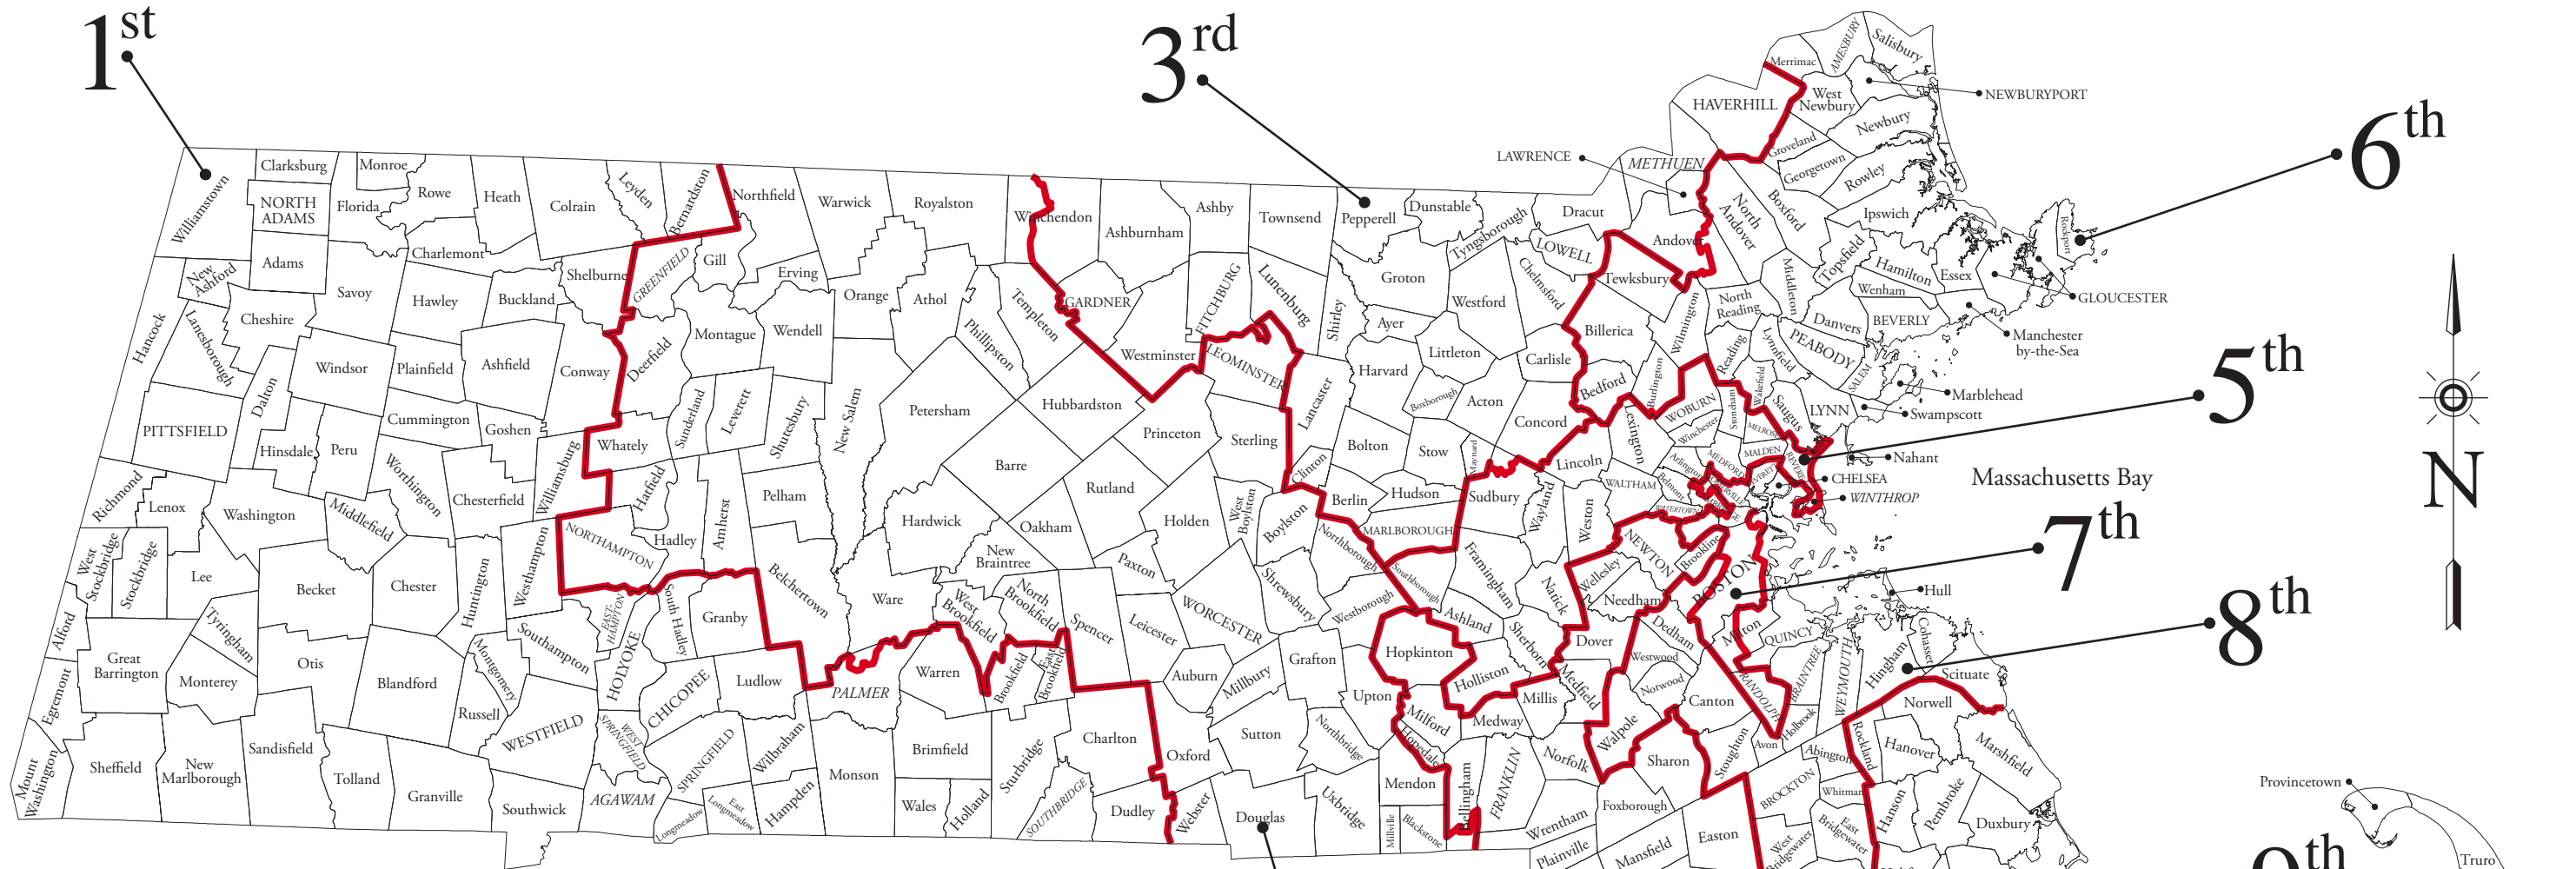 1st
3rd
6th
5th
7th
8th
9th
N
Massachusetts Bay
Williamstown
Clarksburg
NORTH
ADAMS
Monroe
Florida
Rowe
Heath
Colrain
Leyden
Bernardston
Northfield
Warwick
Royalston
Winchendon
Ashburnham
Ashby
Townsend
Pepperell
Dunstable
Tyngsborough
Dracut
LAWRENCE
METHUEN
HAVERHILL
Merrimac
AMESBURY
Salisbury
NEWBURYPORT
West
Newbury
Newbury
Groveland
Georgetown
Rowley
Boxford
North
Andover
Andover
Ipswich
Rockport
New
Ashford
Adams
Savoy
Charlemont
Hawley
Buckland
Shelburne
GREENFIELD
Gill
Erving
Orange
Athol
Phillipston
Templeton
GARDNER
Westminster
FITCHBURG
Lunenburg
Shirley
Groton
Ayer
Westford
Chelmsford
LOWELL
Tewksbury
Billerica
Wilmington
North
Reading
Middleton
Topsfield
Hamilton
Wenham
Essex
GLOUCESTER
Manchester
by-the-Sea
BEVERLY
Danvers
PEABODY
Lynnfield
Reading
Wakefield
SALEM
Marblehead
Swampscott
LYNN
Saugus
Nahant
Hancock
Lanesborough
Cheshire
Dalton
Windsor
Plainfield
Ashfield
Conway
Deerfield
Montague
Wendell
PITTSFIELD
Hinsdale
Peru
Cummington
Goshen
Worthington
Williamsburg
Whately
Sunderland
Leverett
Shutesbury
New Salem
Petersham
Hubbardston
Princeton
LEOMINSTER
Sterling
Lancaster
Harvard
Littleton
Boxborough
Acton
Carlisle
Concord
Bedford
Burlington
Lexington
WOBURN
Winchester
Stoneham
MELROSE
MALDEN
MEDFORD
EVERETT
REVERE
CHELSEA
WINTHROP
Arlington
Belmont
SOMERVILLE
WALTHAM
WATERTOWN
Lincoln
Richmond
Lenox
Washington
Middlefield
Chesterfield
Hatfield
Amherst
Pelham
Hardwick
Barre
Oakham
Rutland
Holden
West
Boylston
Boylston
Clinton
Bolton
Berlin
Stow
Hudson
Maynard
Sudbury
Wayland
Weston
MARLBOROUGH
Northborough
Southborough
Westborough
Framingham
Natick
Wellesley
NEWTON
Brookline
BOSTON
Needham
Dedham
West
Stockbridge
Stockbridge
Lee
Becket
Chester
Huntington
Westhampton
NORTHAMPTON
Hadley
Belchertown
Ware
New
Braintree
West
Brookfield
North
Brookfield
Paxton
Spencer
Leicester
WORCESTER
Shrewsbury
Alford
Great
Barrington
Tyringham
Monterey
Otis
Blandford
Montgomery
Russell
Southampton
EAST-
HAMPTON
HOLYOKE
South Hadley
Granby
CHICOPEE
Ludlow
PALMER
Warren
Brookfield
East
Brookfield
Auburn
Millbury
Grafton
Upton
Hopkinton
Ashland
Holliston
Sherborn
Dover
Medfield
Millis
Medway
Milford
Hopedale
Westwood
Norwood
Walpole
Canton
Milton
QUINCY
RANDOLPH
BRAINTREE
WEYMOUTH
Holbrook
Hingham
Hull
Cohasset
Scituate
Norwell
Egremont
Mount
Washington
Sheffield
New
Marlborough
Sandisfield
Tolland
Granville
WESTFIELD
Southwick
WEST
SPRINGFIELD
AGAWAM
SPRINGFIELD
Longmeadow
East
Longmeadow
Wilbraham
Hampden
Monson
Brimfield
Wales
Holland
Sturbridge
SOUTHBRIDGE
Charlton
Dudley
Oxford
Webster
Sutton
Douglas
Northbridge
Uxbridge
Mendon
Millville
Blackstone
Bellingham
FRANKLIN
Norfolk
Wrentham
Plainville
Foxborough
Sharon
Mansfield
Stoughton
Easton
Avon
BROCKTON
West
Bridgewater
East
Bridgewater
Abington
Whitman
Rockland
Hanover
Hanson
Pembroke
Marshfield
Duxbury
Provincetown
Truro